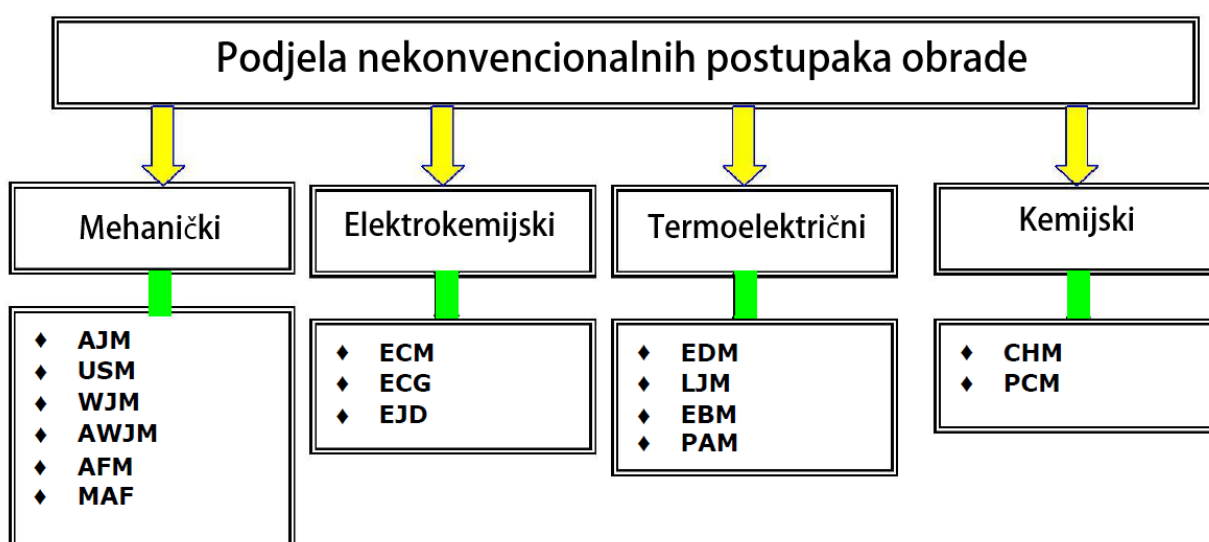 Podjela nekonvencionalnih postupaka obrade
Mehanički
♦ AJM
♦ USM
♦ WJM
♦ AWJM
♦ AFM
♦ MAF
Elektrokemijski
♦ ECM
♦ ECG
♦ EJD
Termoelektrični
♦ EDM
♦ LJM
♦ EBM
♦ PAM
Kemijski
♦ CHM
♦ PCM